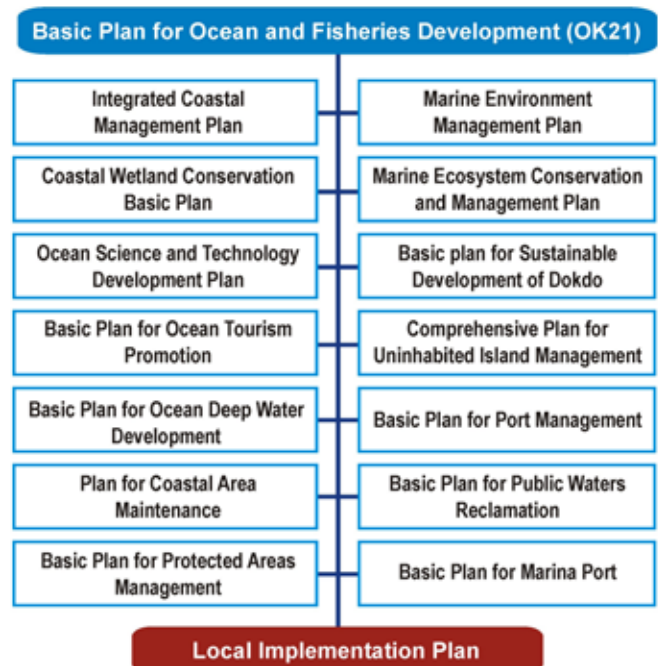 Basic Plan for Ocean and Fisheries Development (OK21)
Integrated Coastal
Management Plan
Marine Environment
Management Plan
Coastal Wetland Conservation
Basic Plan
Marine Ecosystem Conservation
and Management Plan
Ocean Science and Technology
Development Plan
Basic plan for Sustainable
Development of Dokdo
Basic Plan for Ocean Tourism
Promotion
Comprehensive Plan for
Uninhabited Island Management
Basic Plan for Ocean Deep Water
Development
Basic Plan for Port Management
Plan for Coastal Area
Maintenance
Basic Plan for Public Waters
Reclamation
Basic Plan for Protected Areas
Management
Basic Plan for Marina Port
Local Implementation Plan